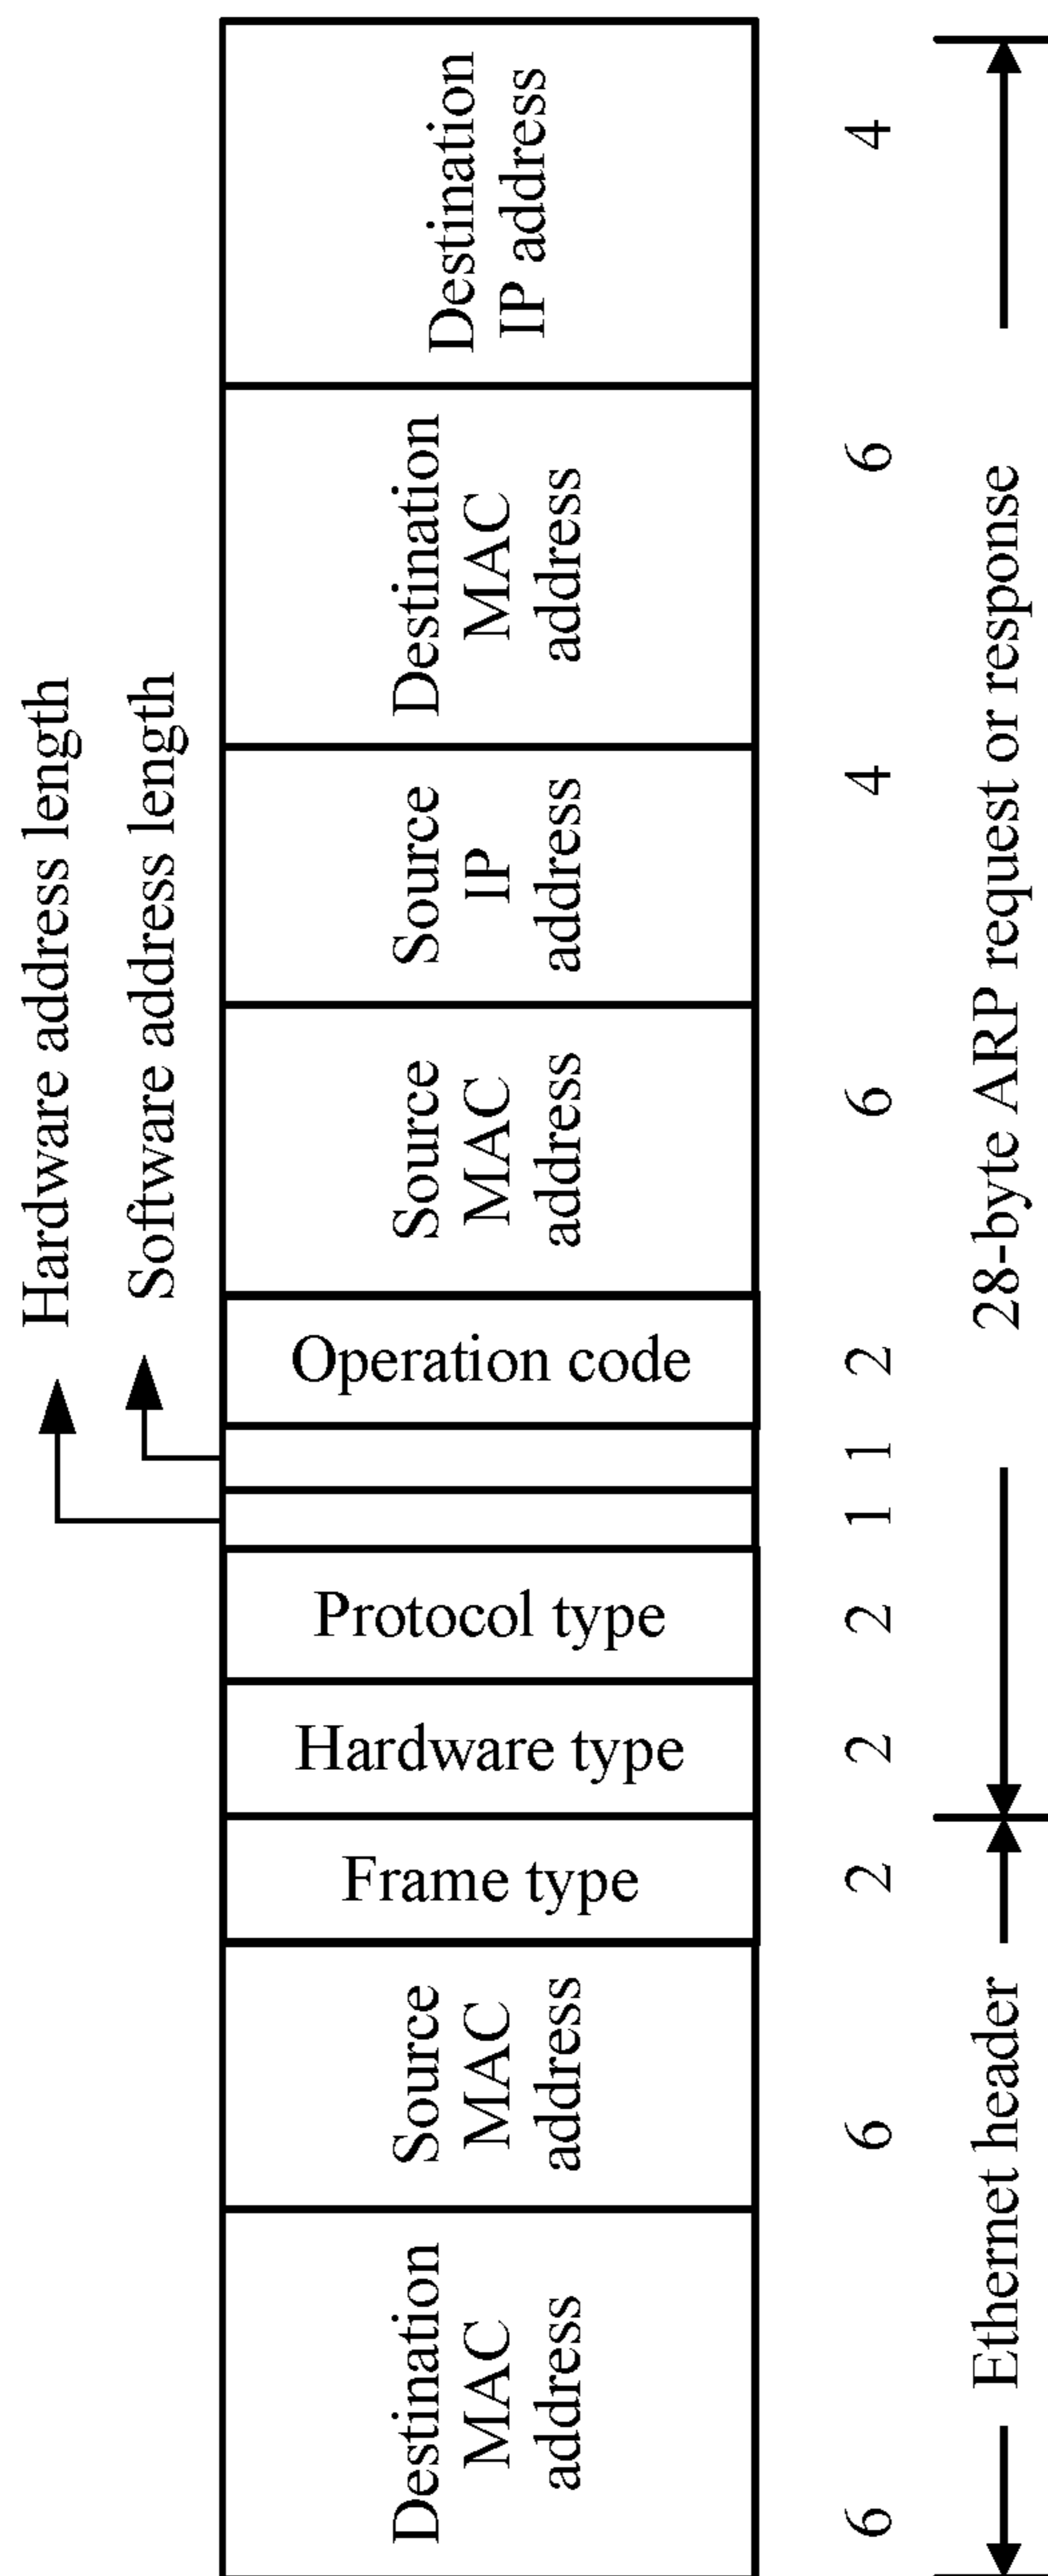 Hardware address length
Software address length
Destination
MAC
address
Source
MAC
address
Frame type
Hardware type
Protocol type
Operation code
Source
MAC
address
Source
IP
address
Destination
MAC
address
Destination
IP address
6 6 2 2 2 1 1 2 6 4 6 4
Ethernet header
28-byte ARP request or response